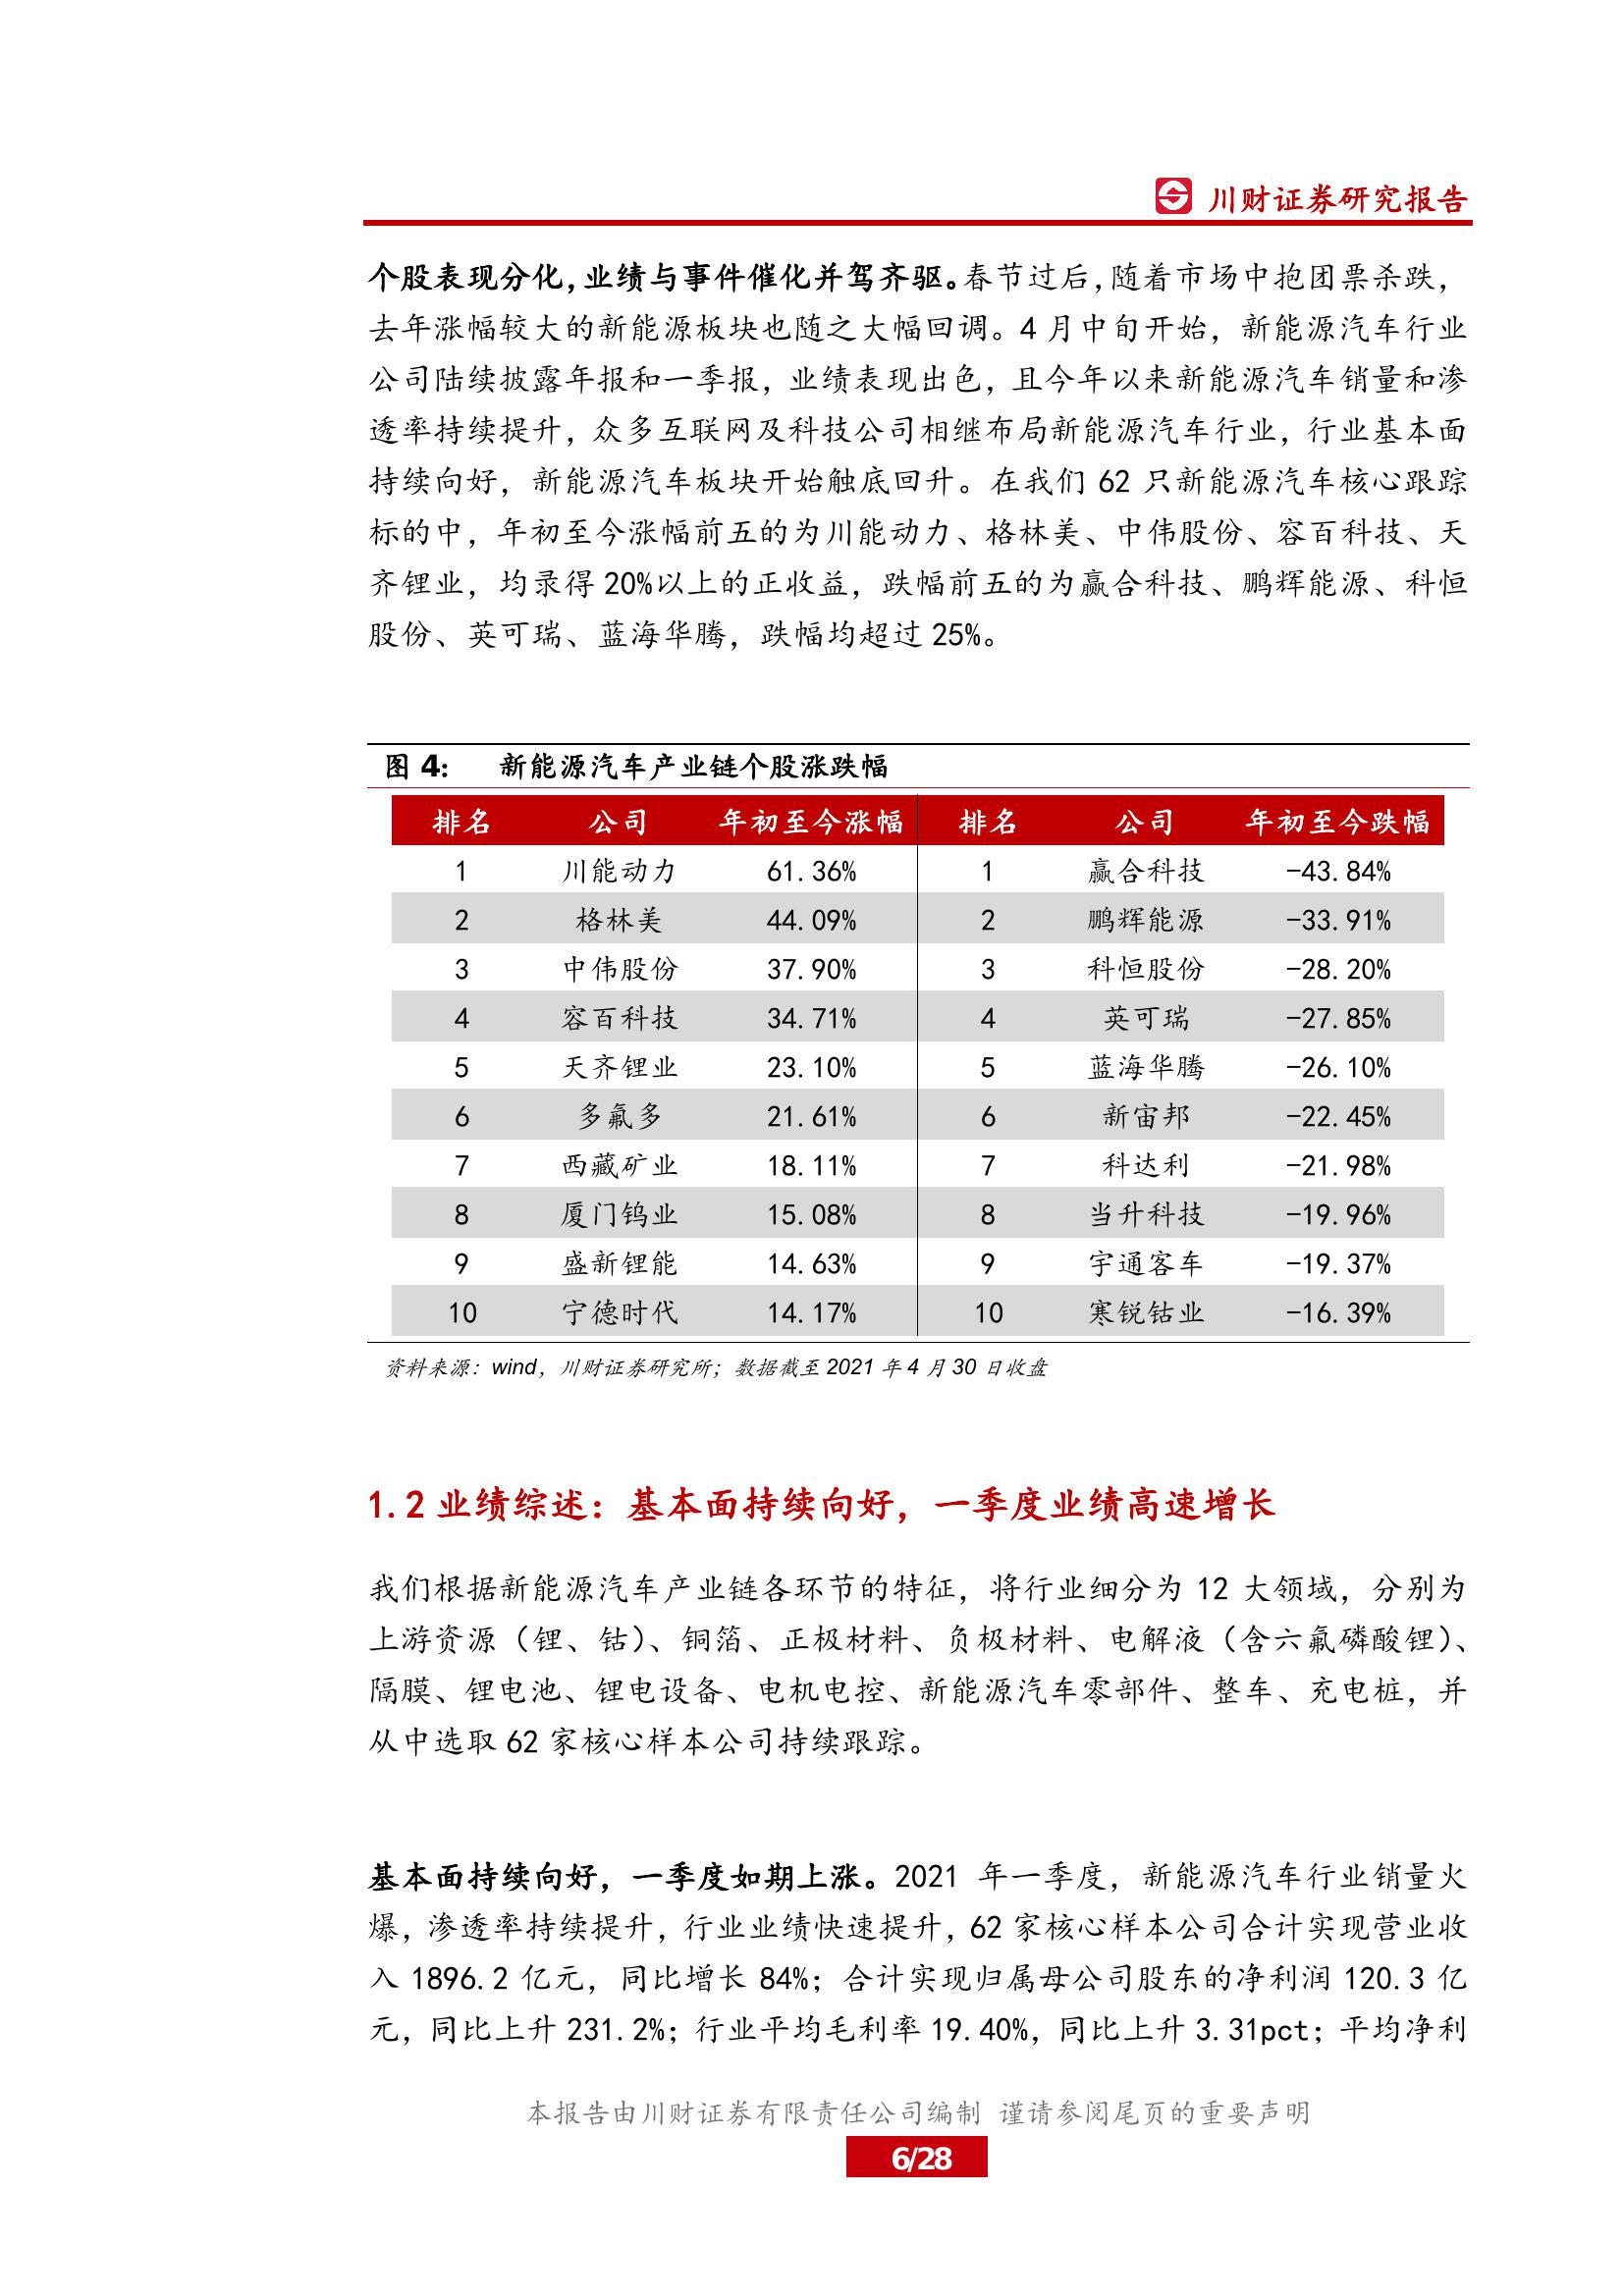 川财证券研究报告
个股表现分化，业绩与事件催化并驾齐驱。春节过后，随着市场中抱团票杀跌，
去年涨幅较大的新能源板块也随之大幅回调。4 月中旬开始，新能源汽车行业
公司陆续披露年报和一季报，业绩表现出色，且今年以来新能源汽车销量和渗
透率持续提升，众多互联网及科技公司相继布局新能源汽车行业，行业基本面
持续向好，新能源汽车板块开始触底回升。在我们 62 只新能源汽车核心跟踪
标的中，年初至今涨幅前五的为川能动力、格林美、中伟股份、容百科技、天
齐锂业，均录得 20%以上的正收益，跌幅前五的为赢合科技、鹏辉能源、科恒
股份、英可瑞、蓝海华腾，跌幅均超过 25%。
图 4: 新能源汽车产业链个股涨跌幅
排名 公司 年初至今涨幅 排名 公司 年初至今跌幅
1 川能动力 61.36% 1 赢合科技 -43.84%
2 格林美 44.09% 2 鹏辉能源 -33.91%
3 中伟股份 37.90% 3 科恒股份 -28.20%
4 容百科技 34.71% 4 英可瑞 -27.85%
5 天齐锂业 23.10% 5 蓝海华腾 -26.10%
6 多氟多 21.61% 6 新宙邦 -22.45%
7 西藏矿业 18.11% 7 科达利 -21.98%
8 厦门钨业 15.08% 8 当升科技 -19.96%
9 盛新锂能 14.63% 9 宇通客车 -19.37%
10 宁德时代 14.17% 10 寒锐钴业 -16.39%
资料来源：wind，川财证券研究所；数据截至 2021 年 4 月 30 日收盘
1.2 业绩综述：基本面持续向好，一季度业绩高速增长
我们根据新能源汽车产业链各环节的特征，将行业细分为 12 大领域，分别为
上游资源（锂、钴）、铜箔、正极材料、负极材料、电解液（含六氟磷酸锂）、
隔膜、锂电池、锂电设备、电机电控、新能源汽车零部件、整车、充电桩，并
从中选取 62 家核心样本公司持续跟踪。
基本面持续向好，一季度如期上涨。2021 年一季度，新能源汽车行业销量火
爆，渗透率持续提升，行业业绩快速提升，62 家核心样本公司合计实现营业收
入 1896.2 亿元，同比增长 84%；合计实现归属母公司股东的净利润 120.3 亿
元，同比上升 231.2%；行业平均毛利率 19.40%，同比上升 3.31pct；平均净利
本报告由川财证券有限责任公司编制 谨请参阅尾页的重要声明
6/28